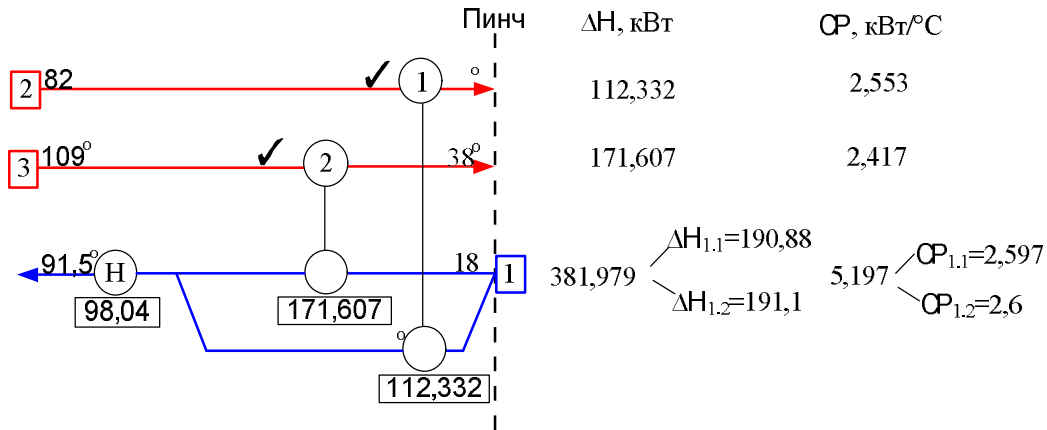 Пинч ΔH, кВт CP, кВт/°C
2 82 ✓ 1 ° 112,332 2,553
3 109° ✓ 2 38° 171,607 2,417
ΔH1.1=190,88 CP1.1=2,597
91,5° H 18 1 381,979 5,197
ΔH1.2=191,1 CP1.2=2,6
98,04 171,607
°
112,332